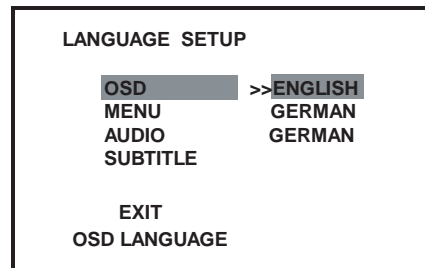 LANGUAGE SETUP
OSD >>ENGLISH
MENU GERMAN
AUDIO GERMAN
SUBTITLE
EXIT
OSD LANGUAGE